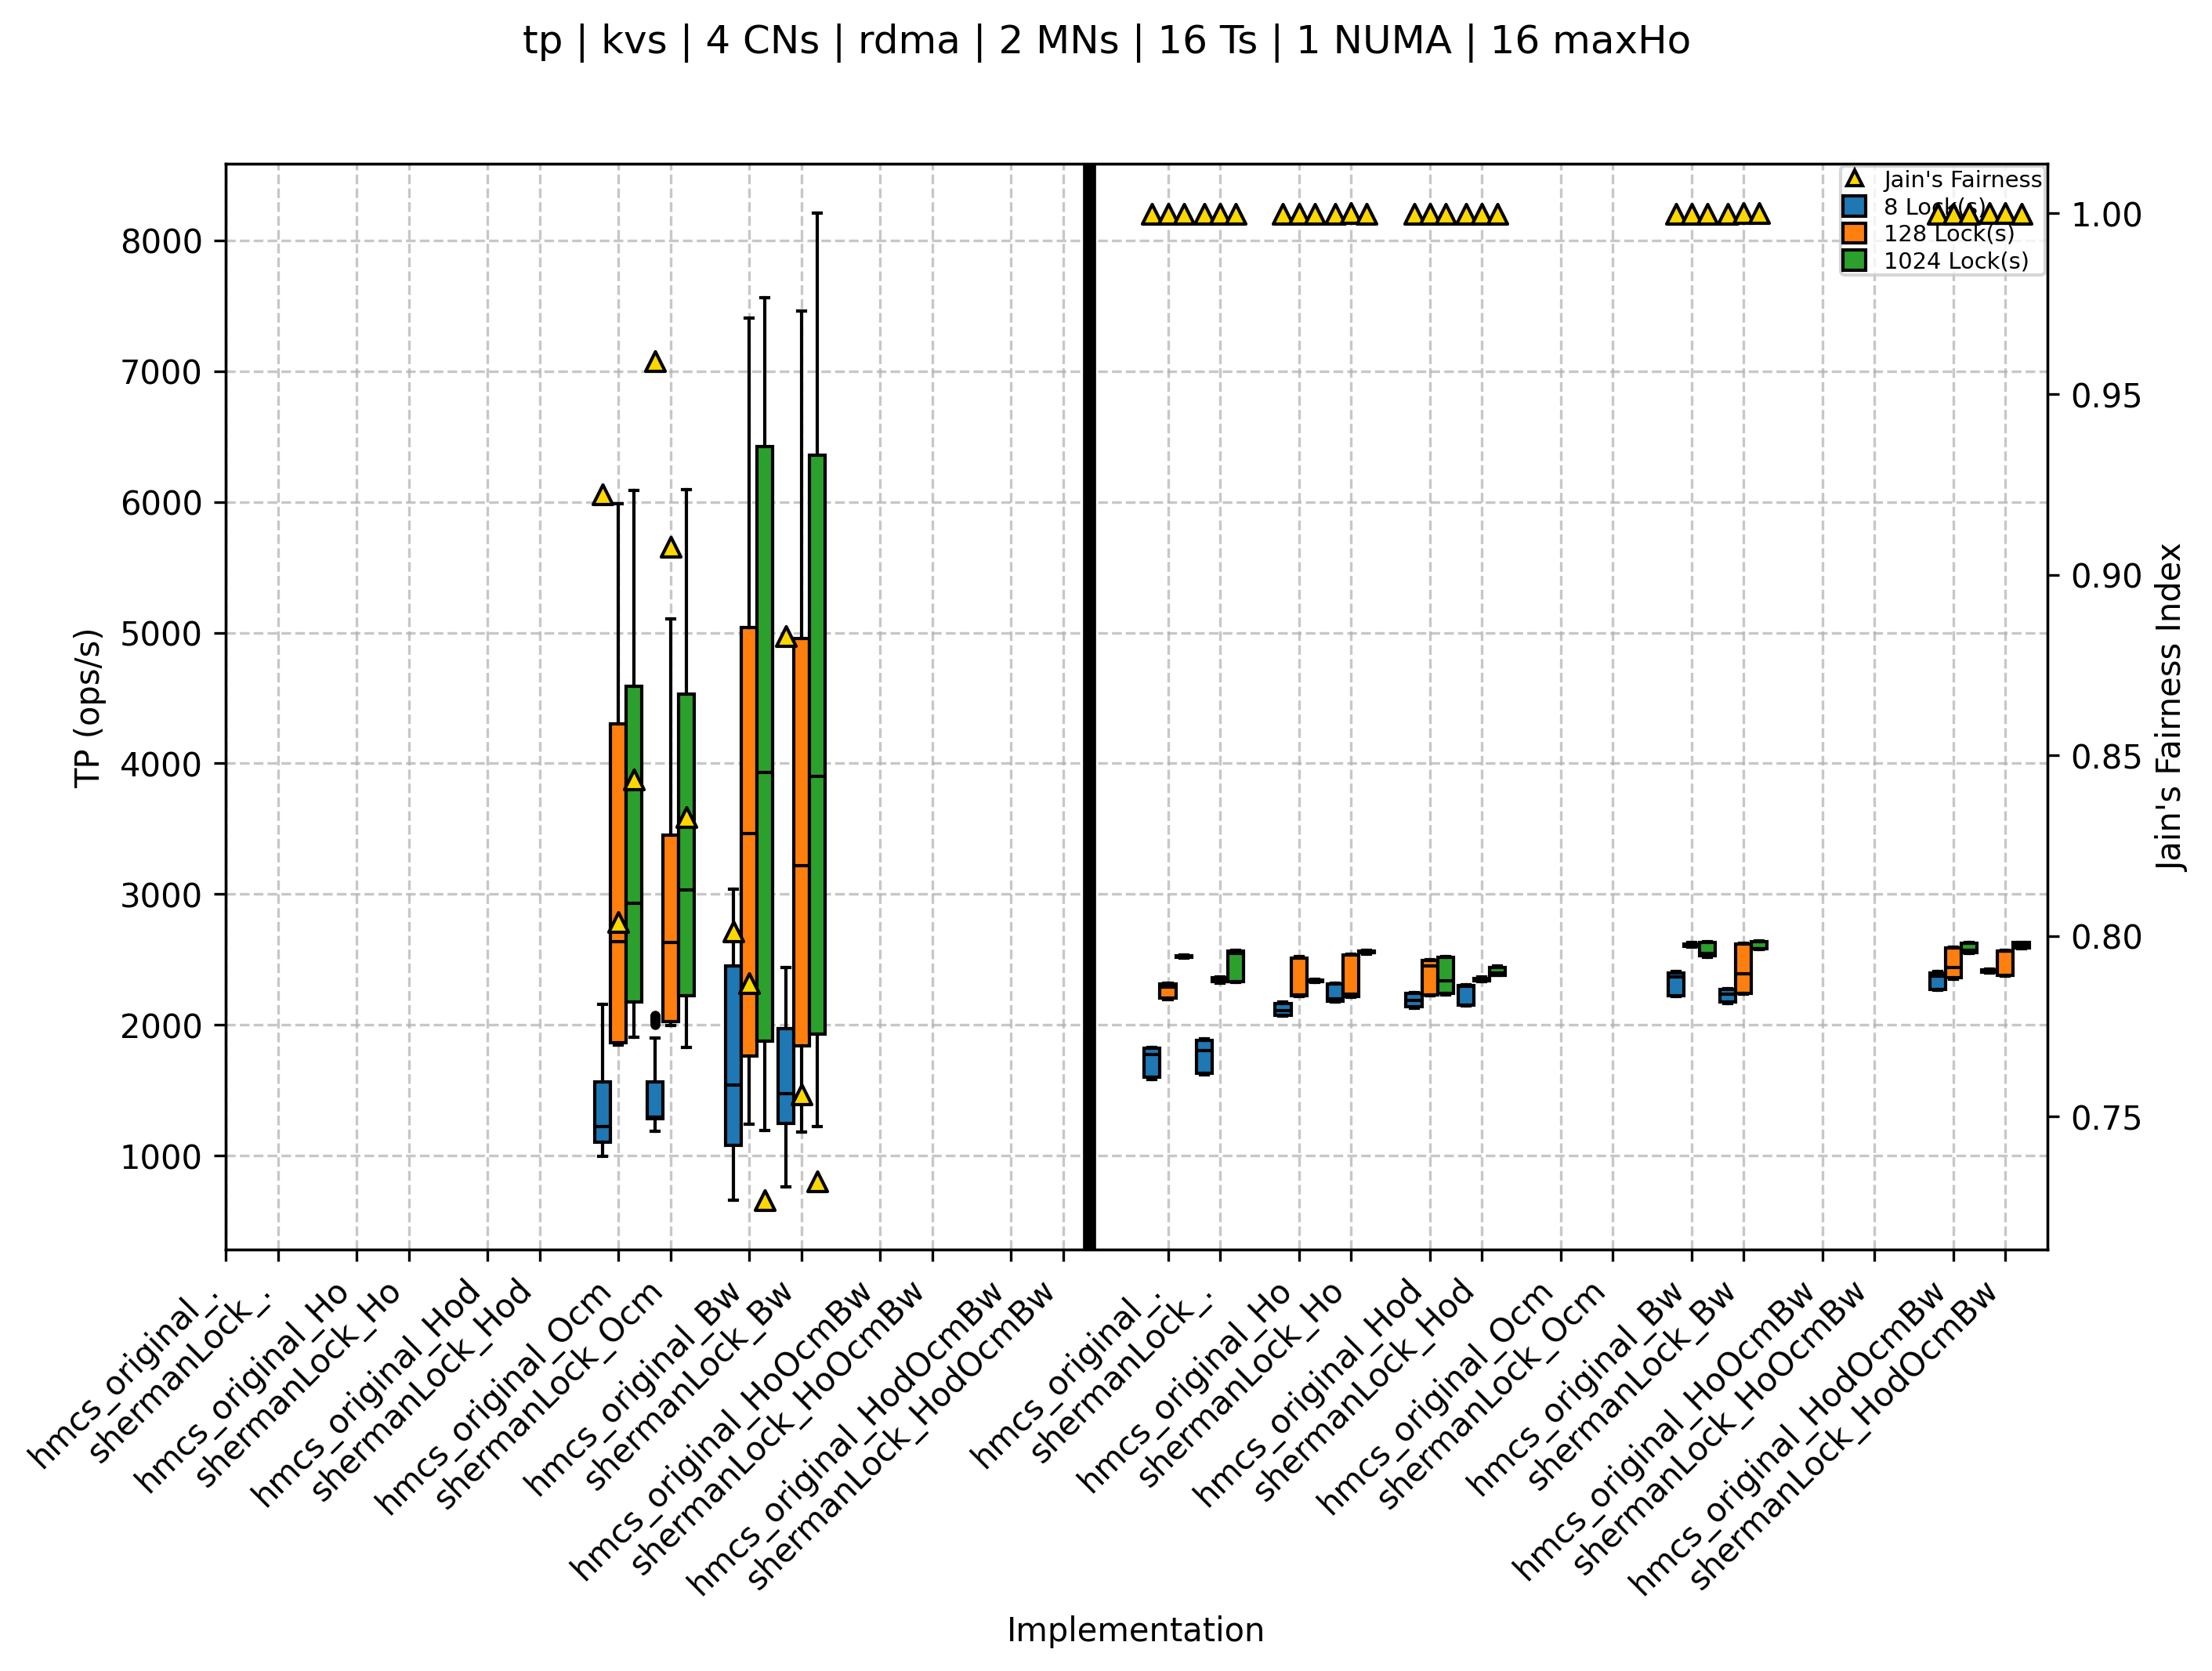 tp | kvs | 4 CNs | rdma | 2 MNs | 16 Ts | 1 NUMA | 16 maxHo
Jain's Fairness
8 Lock(s)
128 Lock(s)
1024 Lock(s)
8000
7000
6000
5000
4000
3000
2000
1000
TP (ops/s)
1.00
0.95
0.90
0.85
0.80
0.75
Jain's Fairness Index
hmcs_original_.
shermanLock_.
hmcs_original_Ho
shermanLock_Ho
hmcs_original_Hod
shermanLock_Hod
hmcs_original_Ocm
shermanLock_Ocm
hmcs_original_Bw
shermanLock_Bw
hmcs_original_HoOcmBw
shermanLock_HoOcmBw
hmcs_original_HodOcmBw
shermanLock_HodOcmBw
hmcs_original_.
shermanLock_.
hmcs_original_Ho
shermanLock_Ho
hmcs_original_Hod
shermanLock_Hod
hmcs_original_Ocm
shermanLock_Ocm
hmcs_original_Bw
shermanLock_Bw
hmcs_original_HoOcmBw
shermanLock_HoOcmBw
hmcs_original_HodOcmBw
shermanLock_HodOcmBw
Implementation